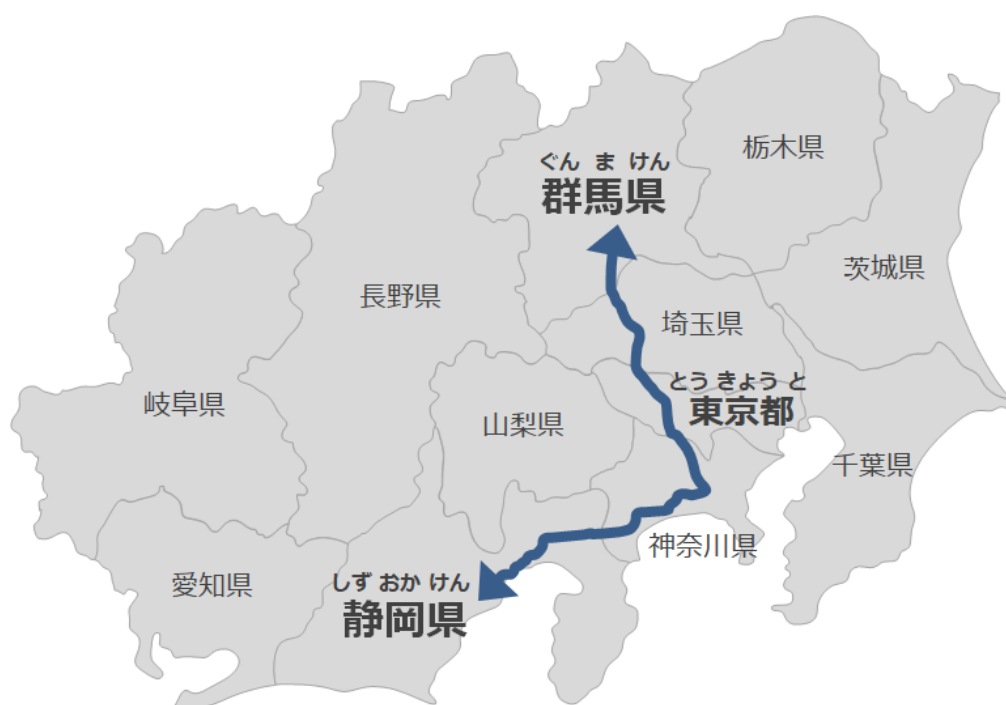 栃木県
ぐん ま けん
群馬県
茨城県
長野県
埼玉県
とう きょう と
東京都
岐阜県
山梨県
千葉県
神奈川県
しず おか けん
静岡県
愛知県